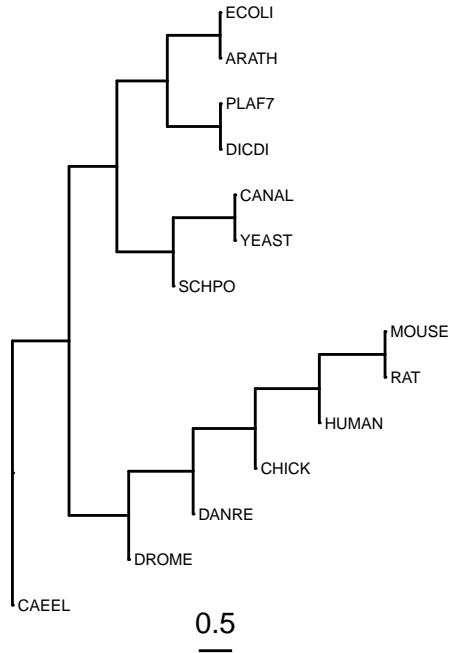 ECOLI
ARATH
PLAF7
DICDI
CANAL
YEAST
SCHPO
MOUSE
RAT
HUMAN
CHICK
DANRE
DROME
CAEEL
0.5